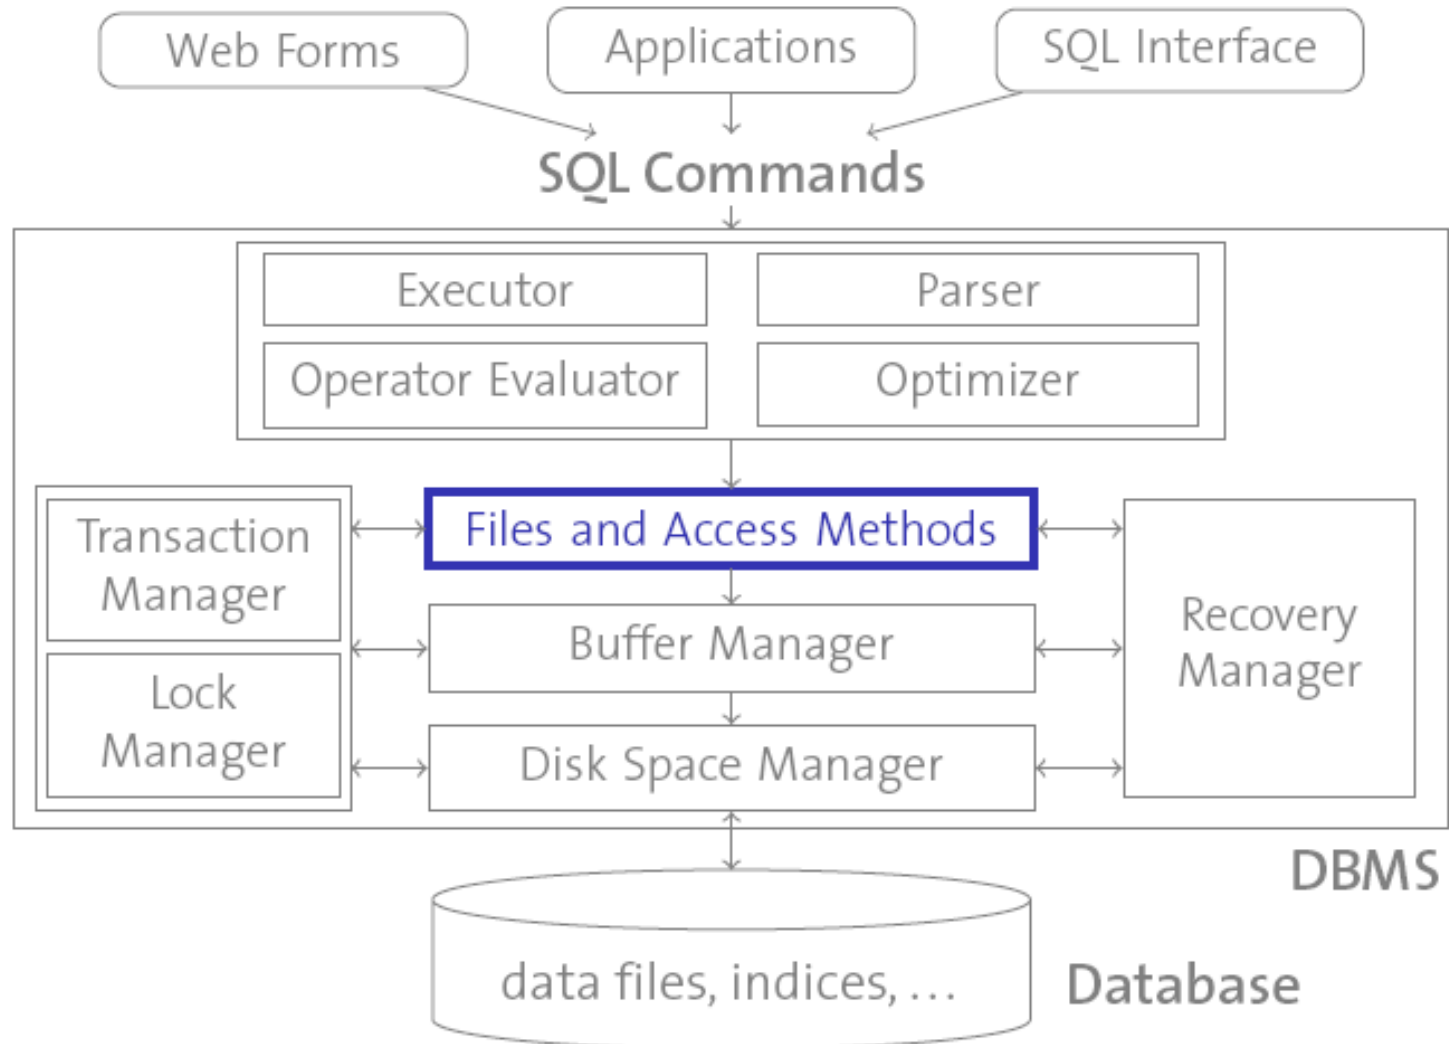 Web Forms
Applications
SQL Interface
SQL Commands
Executor
Parser
Operator Evaluator
Optimizer
Transaction
Manager
Files and Access Methods
Buffer Manager
Recovery
Manager
Lock
Manager
Disk Space Manager
DBMS
data files, indices, …
Database